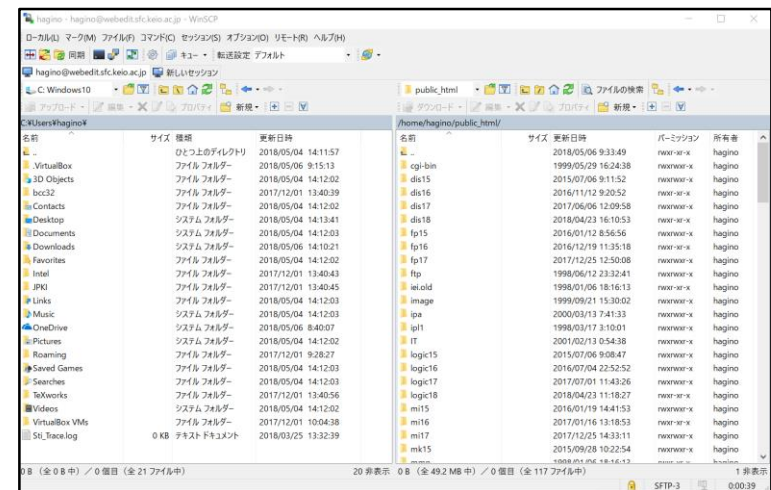 hagino - hagino@webedit.sfc.keio.ac.jp - WinSCP
ローカル(L) マーク(M) ファイル(F) コマンド(C) セッション(S) オプション(O) リモート(R) ヘルプ(H)
同期 キュー 転送設定 デフォルト
hagino@webedit.sfc.keio.ac.jp 新しいセッション
C: Windows10 public_html ファイルの検索
アップロード 編集 プロパティ 新規 ダウンロード 編集 プロパティ 新規
C:¥Users¥hagino¥ /home/hagino/public_html/
名前 サイズ 種類 更新日時 名前 サイズ 更新日時 パーミッション 所有者
.. ひとつ上のディレクトリ 2018/05/04 14:11:57 .. 2018/05/06 9:33:49 rwxr-xr-x hagino
.VirtualBox ファイル フォルダー 2018/05/06 9:15:13 cgi-bin 1999/05/29 16:24:38 rwxrwxr-x hagino
3D Objects ファイル フォルダー 2018/05/04 14:12:02 dis15 2015/07/06 9:11:52 rwxrwxr-x hagino
bcc32 ファイル フォルダー 2017/12/01 13:40:39 dis16 2016/11/12 9:20:52 rwxr-xr-x hagino
Contacts ファイル フォルダー 2018/05/04 14:12:02 dis17 2017/06/06 12:09:58 rwxrwxr-x hagino
Desktop システム フォルダー 2018/05/04 14:13:41 dis18 2018/04/23 16:10:53 rwxr-xr-x hagino
Documents システム フォルダー 2018/05/04 14:12:03 fp15 2016/01/12 8:56:56 rwxrwxr-x hagino
Downloads システム フォルダー 2018/05/06 14:10:21 fp16 2016/12/19 11:35:18 rwxr-xr-x hagino
Favorites ファイル フォルダー 2018/05/04 14:12:02 fp17 2017/12/25 12:50:08 rwxrwxr-x hagino
Intel ファイル フォルダー 2017/12/01 13:40:43 ftp 1998/06/12 23:32:41 rwxr-xr-x hagino
JPKI ファイル フォルダー 2017/12/01 13:40:45 iei.old 1998/01/06 18:16:13 rwxr-xr-x hagino
Links ファイル フォルダー 2018/05/04 14:12:03 image 1999/09/21 15:30:02 rwxrwxr-x hagino
Music システム フォルダー 2018/05/04 14:12:03 ipa 2000/03/13 7:41:33 rwxrwxr-x hagino
OneDrive システム フォルダー 2018/05/06 8:40:07 ipl1 1998/03/17 3:10:01 rwxrwxr-x hagino
Pictures システム フォルダー 2018/05/04 14:12:02 IT 2001/02/13 0:54:38 rwxrwxr-x hagino
Roaming ファイル フォルダー 2017/12/01 9:28:27 logic15 2015/07/06 9:08:47 rwxrwxr-x hagino
Saved Games ファイル フォルダー 2018/05/04 14:12:03 logic16 2016/07/04 22:52:52 rwxrwxr-x hagino
Searches ファイル フォルダー 2018/05/04 14:12:03 logic17 2017/07/01 11:43:26 rwxrwxr-x hagino
TeXworks ファイル フォルダー 2017/12/01 13:40:56 logic18 2018/04/23 11:18:27 rwxr-xr-x hagino
Videos システム フォルダー 2018/05/04 14:12:02 mi15 2016/01/19 14:41:53 rwxrwxr-x hagino
VirtualBox VMs ファイル フォルダー 2017/12/01 10:04:38 mi16 2017/01/16 13:18:53 rwxr-xr-x hagino
Sti_Trace.log 0 KB テキスト ドキュメント 2018/03/25 13:32:39 mi17 2017/12/25 14:33:11 rwxrwxr-x hagino
mk15 2015/09/28 10:22:54 rwxrwxr-x hagino
0 B (全 0 B 中) / 0 個目 (全 21 ファイル中) 20 非表示 0 B (全 49.2 MB 中) / 0 個目 (全 117 ファイル中) 1 非表示
SFTP-3 0:00:39